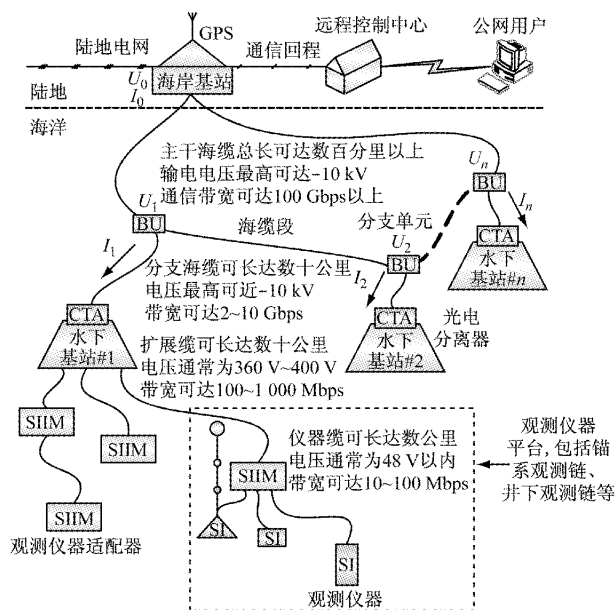 GPS
陆地电网
通信回程
远程控制中心
公网用户
U0
I0
海岸基站
陆地
海洋
主干海缆总长可达数百公里以上
输电电压最高可达-10 kV
通信带宽可达100 Gbps以上
Un
BU
In
U1
BU
海缆段
分支单元
U2
BU
CTA
水下
基站#n
I1
I2
分支海缆可长达数十公里
电压最高可近-10 kV
带宽可达2~10 Gbps
CTA
水下
基站#1
CTA
水下
基站#2
光电
分离器
扩展缆可长达数十公里
电压通常为360 V~400 V
带宽可达100~1 000 Mbps
SIIM
SIIM
SIIM
观测仪器适配器
仪器缆可长达数公里
电压通常为48 V以内
带宽可达10~100 Mbps
SIIM
SI
SI
SI
观测仪器
观测仪器
平台,包括锚
系观测链、
井下观测链等